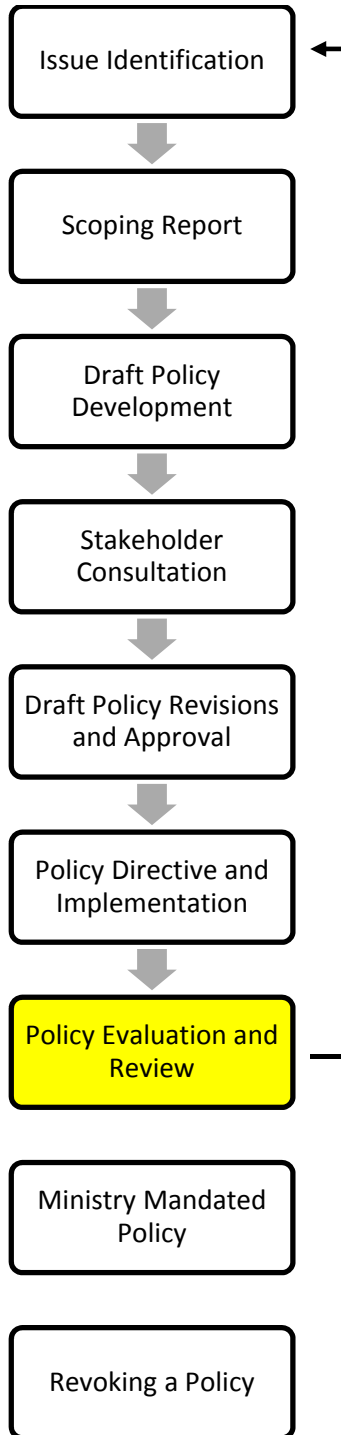 Issue Identification
Scoping Report
Draft Policy
Development
Stakeholder
Consultation
Draft Policy Revisions
and Approval
Policy Directive and
Implementation
Policy Evaluation and
Review
Ministry Mandated
Policy
Revoking a Policy